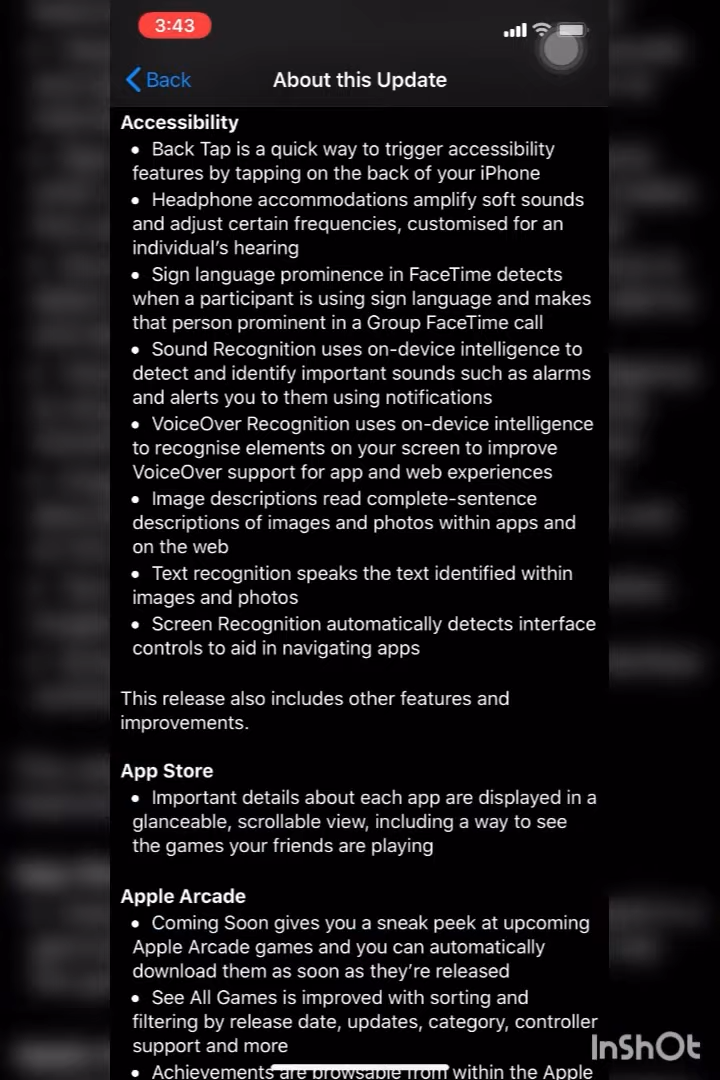 3:43
Back
About this Update
Accessibility
• Back Tap is a quick way to trigger accessibility
features by tapping on the back of your iPhone
• Headphone accommodations amplify soft sounds
and adjust certain frequencies, customised for an
individual's hearing
• Sign language prominence in FaceTime detects
when a participant is using sign language and makes
that person prominent in a Group FaceTime call
• Sound Recognition uses on-device intelligence to
detect and identify important sounds such as alarms
and alerts you to them using notifications
• VoiceOver Recognition uses on-device intelligence
to recognise elements on your screen to improve
VoiceOver support for app and web experiences
• Image descriptions read complete-sentence
descriptions of images and photos within apps and
on the web
• Text recognition speaks the text identified within
images and photos
• Screen Recognition automatically detects interface
controls to aid in navigating apps
This release also includes other features and
improvements.
App Store
• Important details about each app are displayed in a
glanceable, scrollable view, including a way to see
the games your friends are playing
Apple Arcade
• Coming Soon gives you a sneak peek at upcoming
Apple Arcade games and you can automatically
download them as soon as they're released
• See All Games is improved with sorting and
filtering by release date, updates, category, controller
support and more
• Achievements are browsable from within the Apple
InShOt